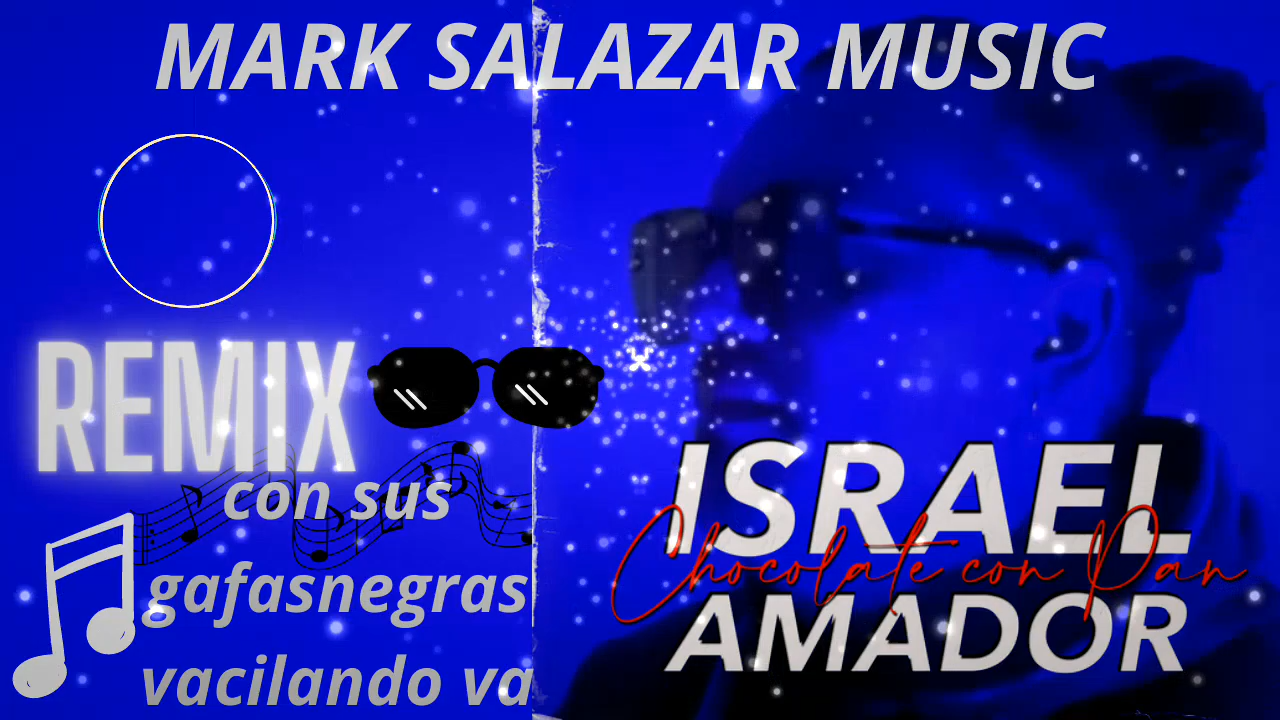 MARK SALAZAR MUSIC
REMIX
con sus
gafasnegras
vacilando va
ISRAEL
Chocolate con Pan
AMADOR